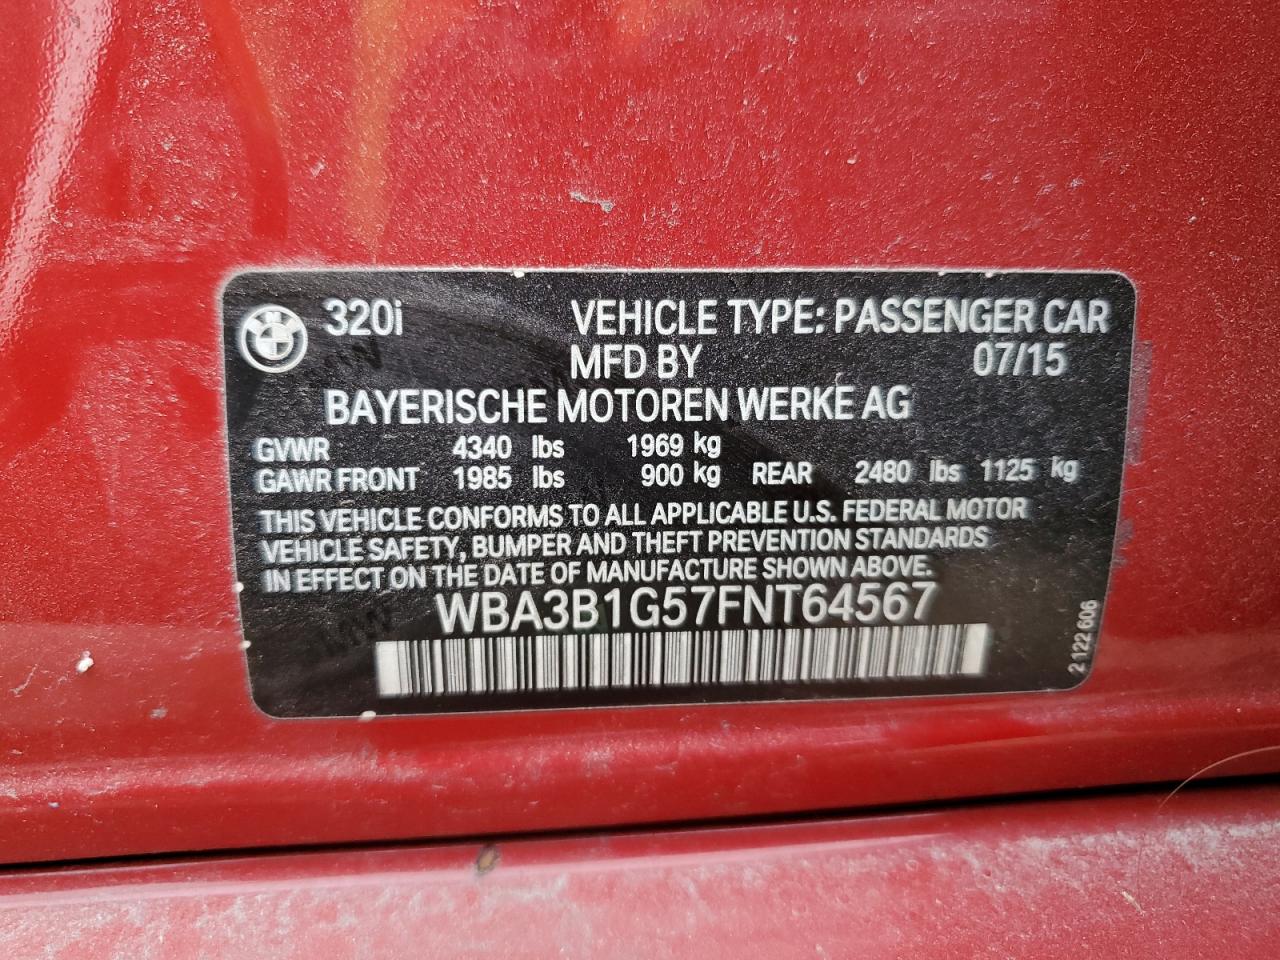 320i VEHICLE TYPE: PASSENGER CAR
MFD BY 07/15
BAYERISCHE MOTOREN WERKE AG
GVWR 4340 lbs 1969 kg
GAWR FRONT 1985 lbs 900 kg REAR 2480 lbs 1125 kg
THIS VEHICLE CONFORMS TO ALL APPLICABLE U.S. FEDERAL MOTOR
VEHICLE SAFETY, BUMPER AND THEFT PREVENTION STANDARDS
IN EFFECT ON THE DATE OF MANUFACTURE SHOWN ABOVE.
WBA3B1G57FNT64567
2 122 606